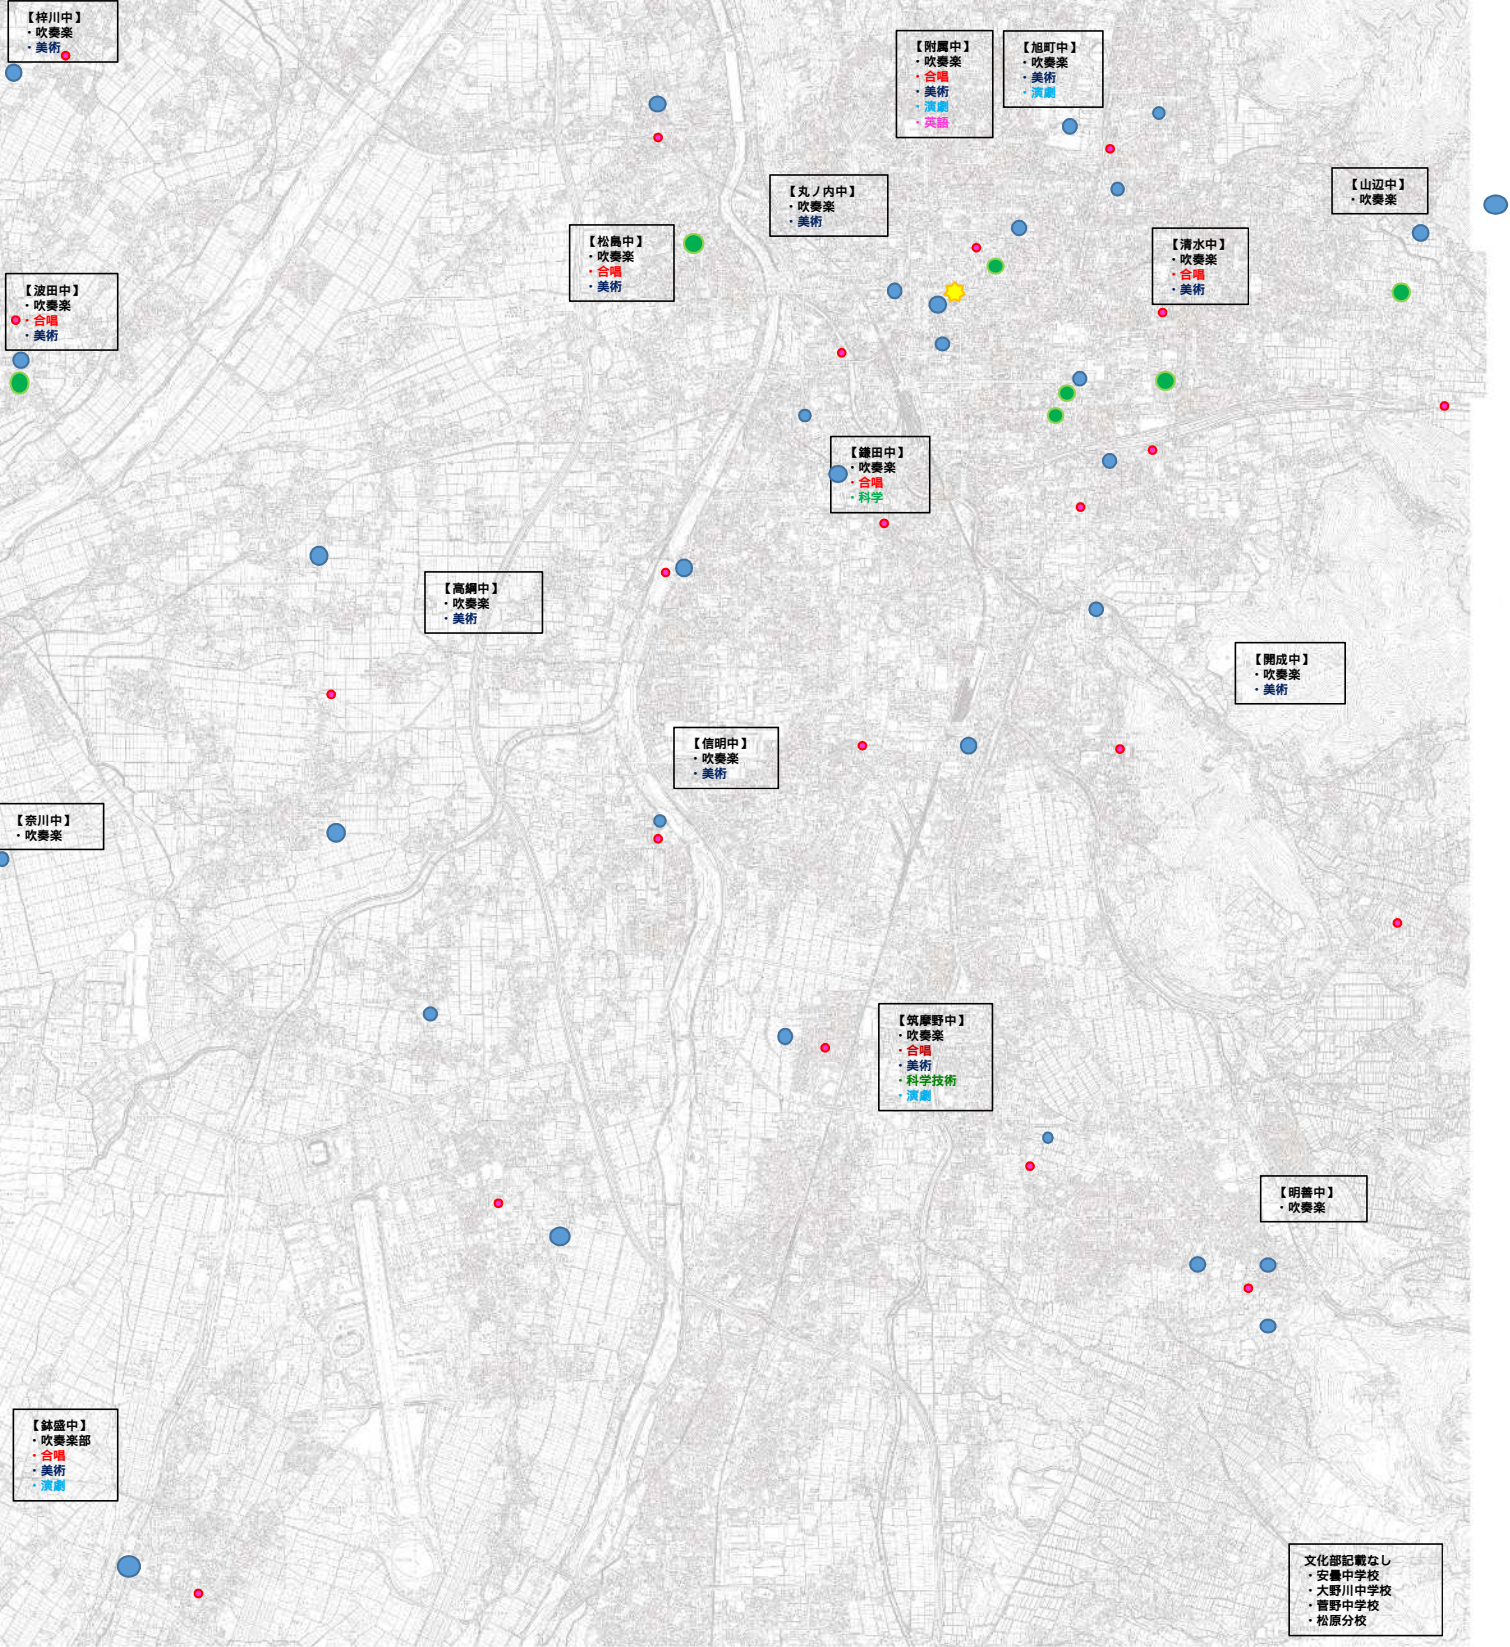 【梓川中】
・吹奏楽
・美術
【附属中】
・吹奏楽
・合唱
・美術
・演劇
・英語
【旭町中】
・吹奏楽
・美術
・演劇
【丸ノ内中】
・吹奏楽
・美術
【山辺中】
・吹奏楽
【松島中】
・吹奏楽
・合唱
・美術
【清水中】
・吹奏楽
・合唱
・美術
【波田中】
・吹奏楽
・合唱
・美術
【鎌田中】
・吹奏楽
・合唱
・科学
【高綱中】
・吹奏楽
・美術
【開成中】
・吹奏楽
・美術
【信明中】
・吹奏楽
・美術
【奈川中】
・吹奏楽
【筑摩野中】
・吹奏楽
・合唱
・美術
・科学技術
・演劇
【明善中】
・吹奏楽
【鉢盛中】
・吹奏楽部
・合唱
・美術
・演劇
文化部記載なし
・安曇中学校
・大野川中学校
・菅野中学校
・松原分校